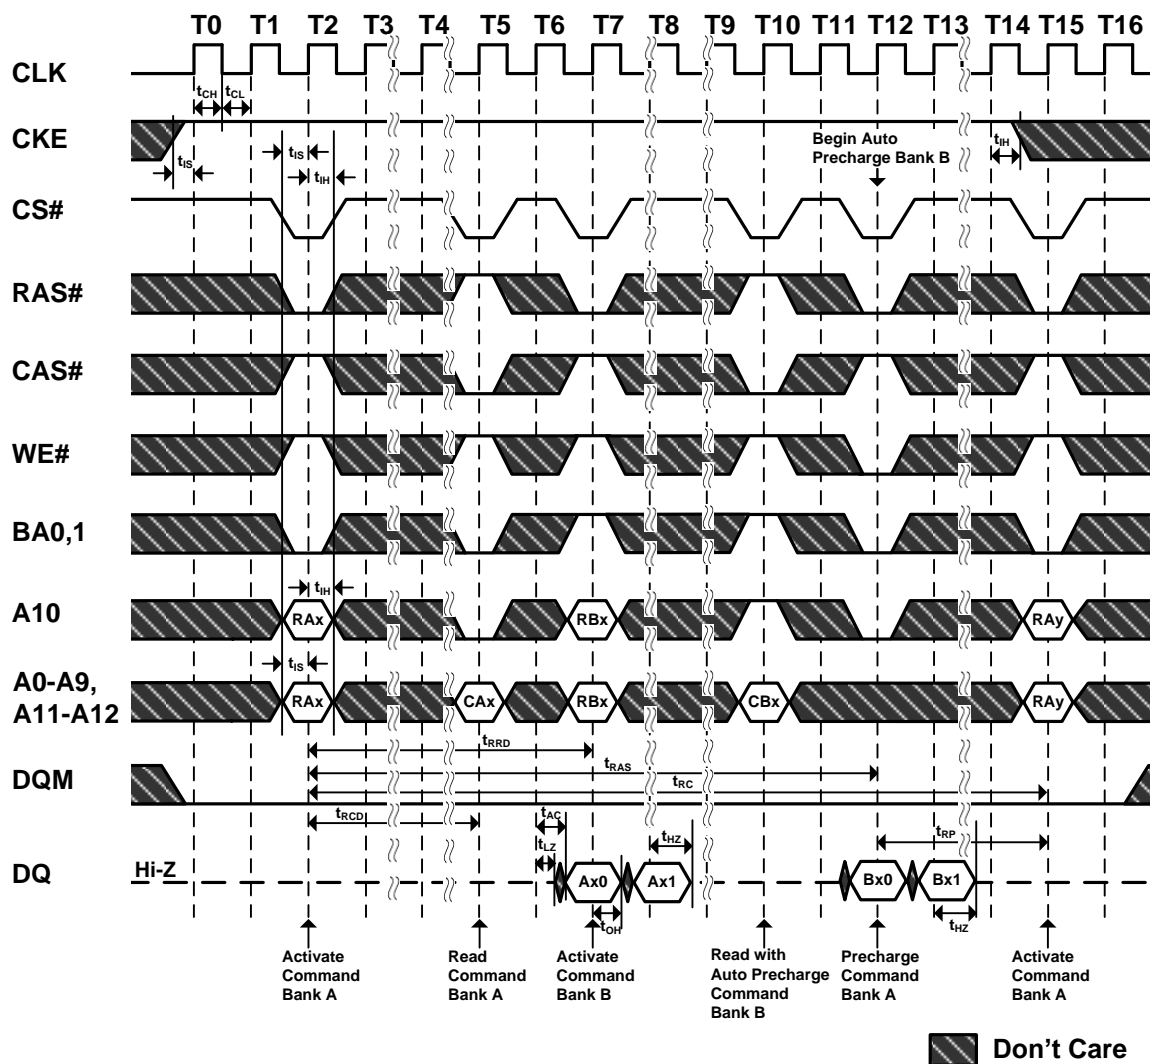 T0 T1 T2 T3 T4 T5 T6 T7 T8 T9 T10 T11 T12 T13 T14 T15 T16
CLK
tCH tCL
CKE
tIS
tIS
tIH
Begin Auto
Precharge Bank B
tIH
CS#
RAS#
CAS#
WE#
BA0,1
tIH
A10
RAx RBx RAy
tIS
A0-A9,
A11-A12
RAx CAx RBx CBx RAy
tRRD
tRAS
DQM
tRC
tRCD
tAC
tHZ
tRP
tLZ
DQ
Hi-Z
Ax0 Ax1 Bx0 Bx1
tOH
tHZ
Activate
Command
Bank A
Read
Command
Bank A
Activate
Command
Bank B
Read with
Auto Precharge
Command
Bank B
Precharge
Command
Bank A
Activate
Command
Bank A
Don't Care